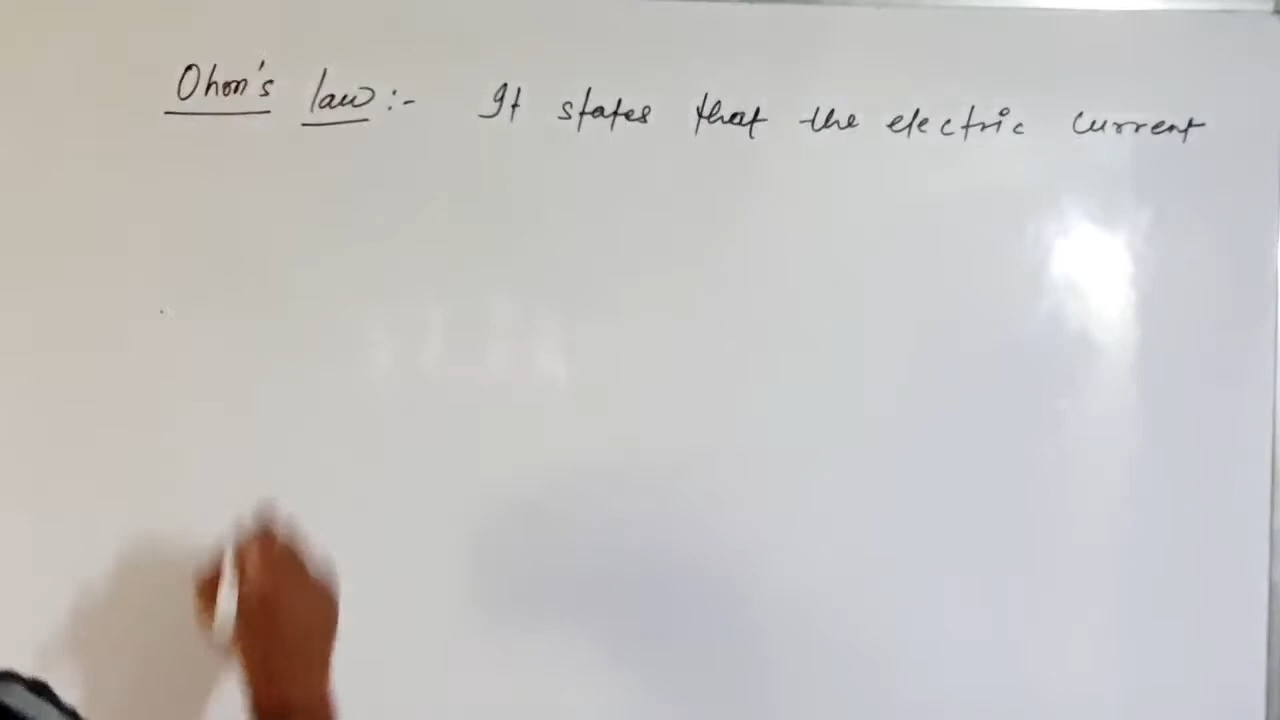 Ohm's law :- It states that the electric current